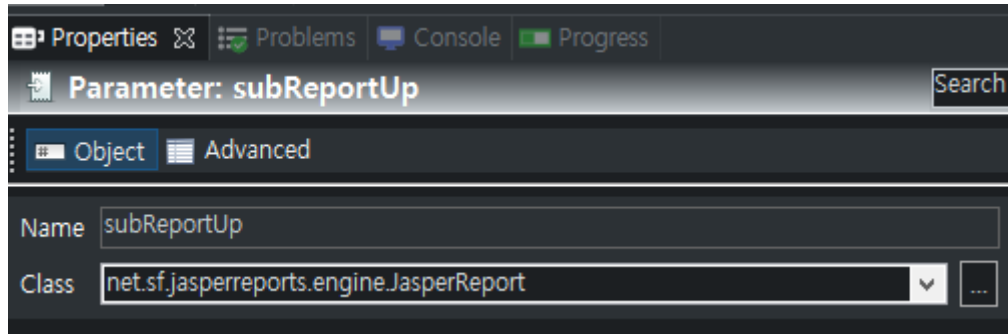 Properties Problems Console Progress
Parameter: subReportUp Search
Object Advanced
Name subReportUp
Class net.sf.jasperreports.engine.JasperReport ...